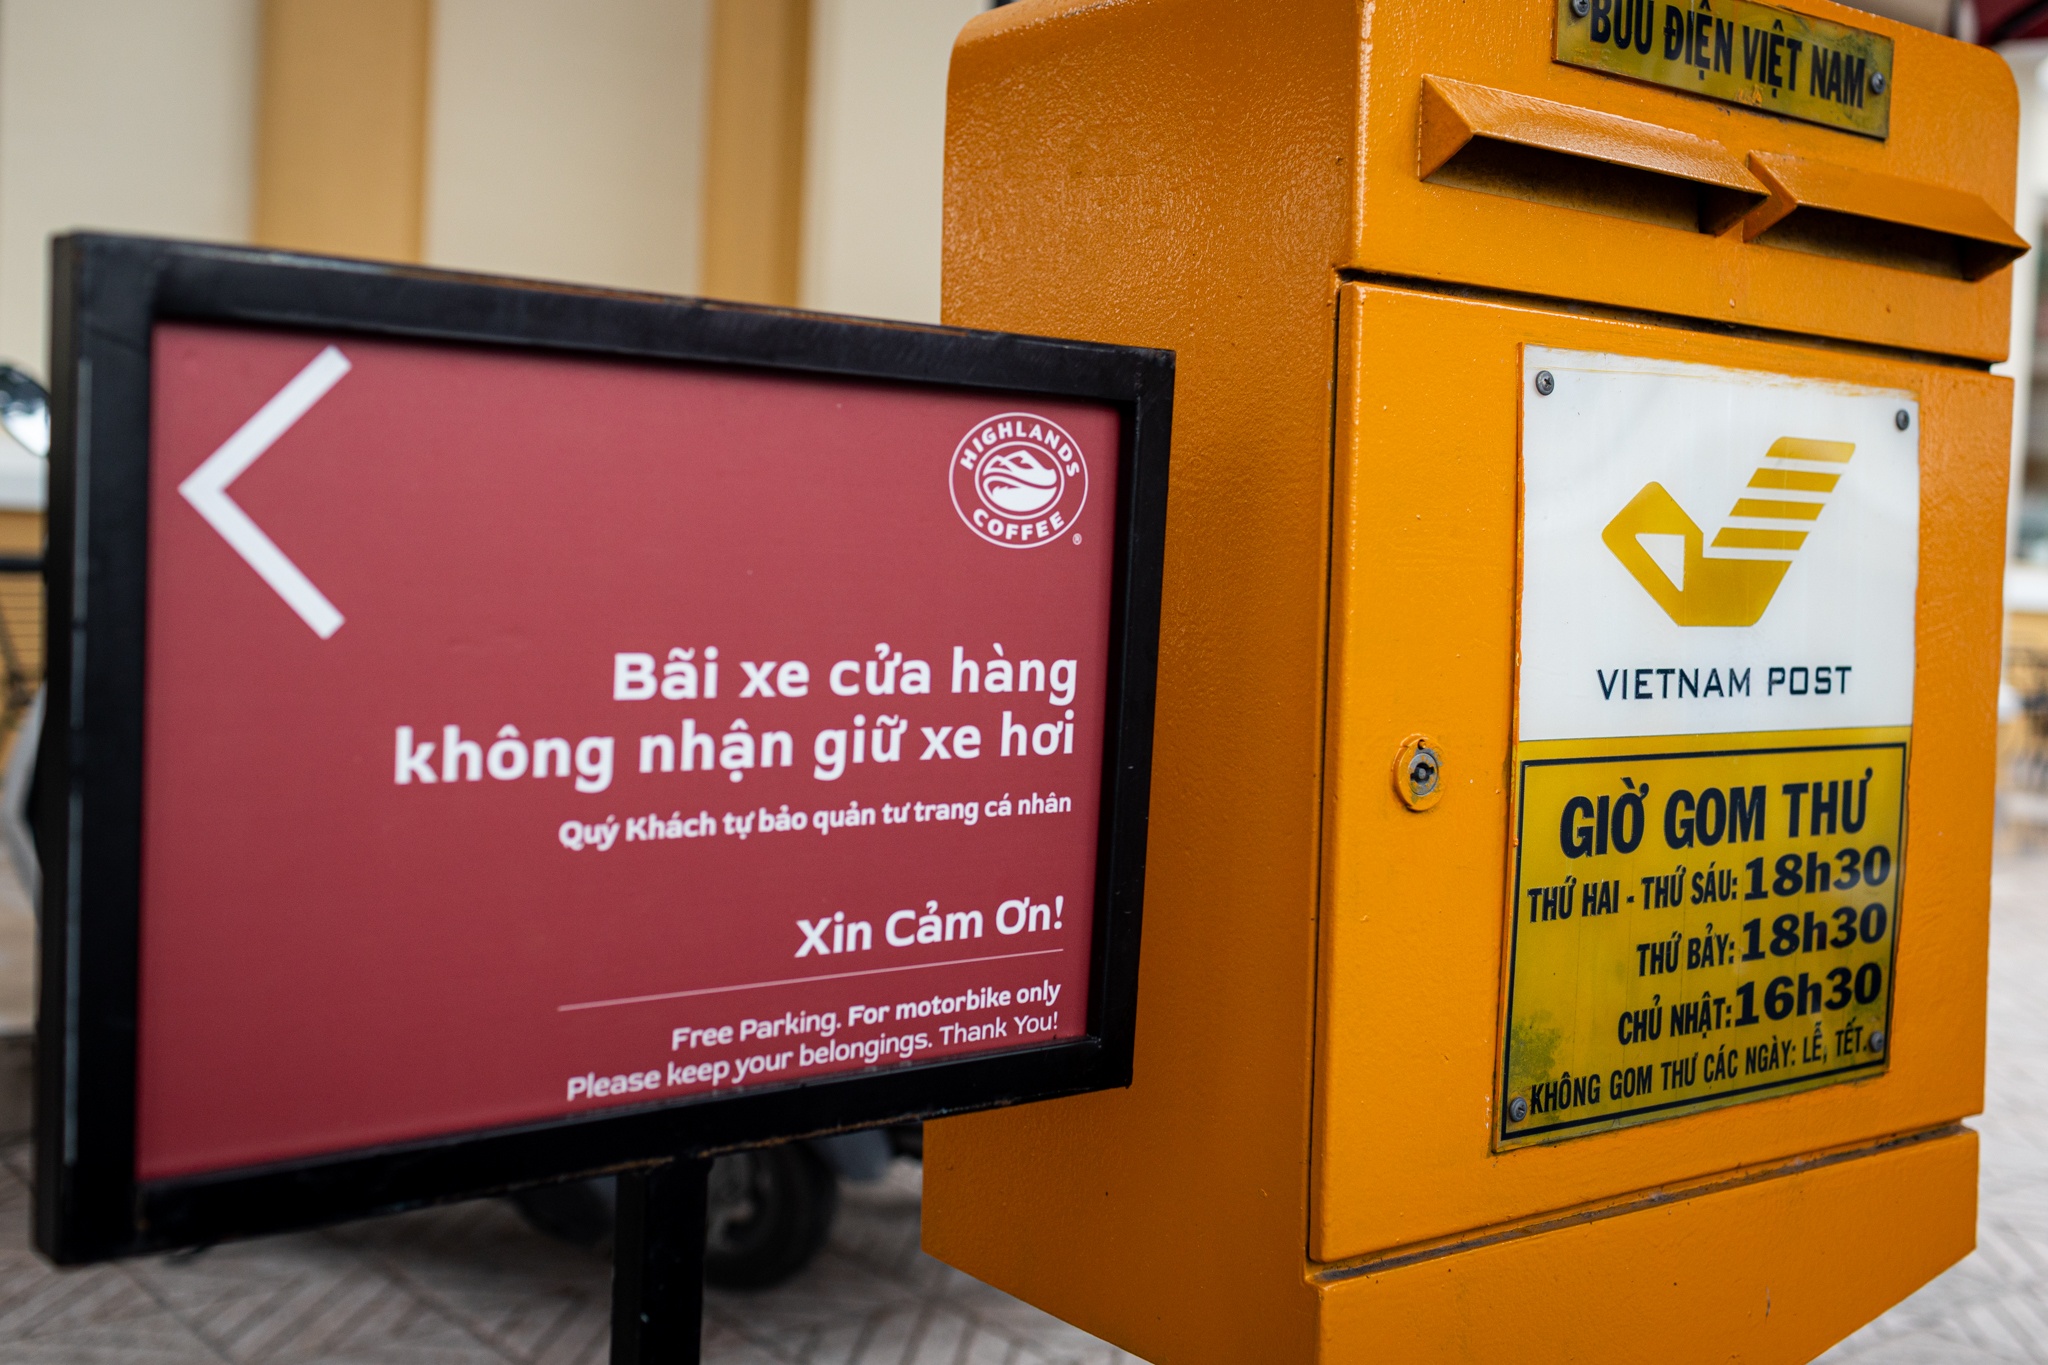 HIGHLANDS
COFFEE
®
Bãi xe cửa hàng
không nhận giữ xe hơi
Quý Khách tự bảo quản tư trang cá nhân
Xin Cảm Ơn!
Free Parking. For motorbike only
Please keep your belongings. Thank You!
BƯU ĐIỆN VIỆT NAM
VIETNAM POST
GIỜ GOM THƯ
THỨ HAI - THỨ SÁU: 18h30
THỨ BẢY: 18h30
CHỦ NHẬT: 16h30
KHÔNG GOM THƯ CÁC NGÀY: LỄ, TẾT.